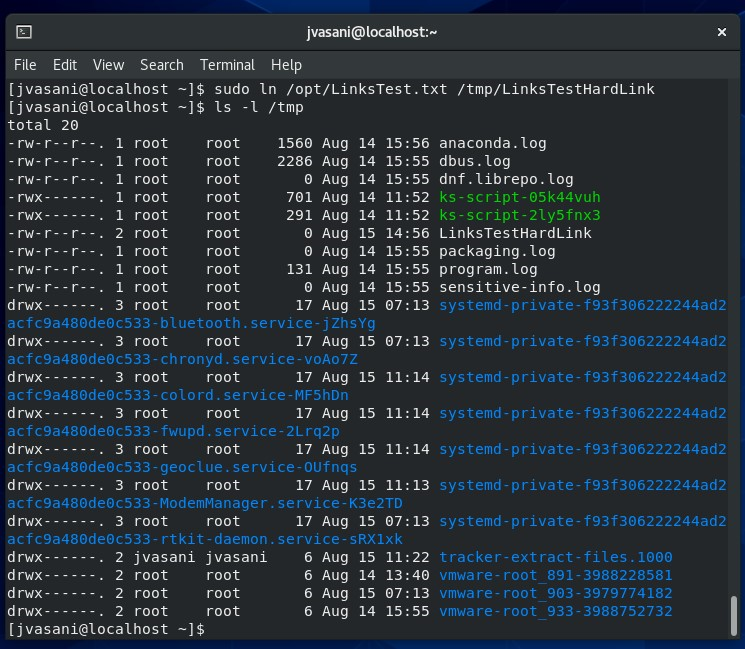 jvasani@localhost:~
×
File Edit View Search Terminal Help
[jvasani@localhost ~]$ sudo ln /opt/LinksTest.txt /tmp/LinksTestHardLink
[jvasani@localhost ~]$ ls -l /tmp
total 20
-rw-r--r--. 1 root    root    1560 Aug 14 15:56 anaconda.log
-rw-r--r--. 1 root    root    2286 Aug 14 15:55 dbus.log
-rw-r--r--. 1 root    root       0 Aug 14 15:55 dnf.librepo.log
-rwx------. 1 root    root     701 Aug 14 11:52 ks-script-05k44vuh
-rwx------. 1 root    root     291 Aug 14 11:52 ks-script-2ly5fnx3
-rw-r--r--. 2 root    root       0 Aug 15 14:56 LinksTestHardLink
-rw-r--r--. 1 root    root       0 Aug 14 15:55 packaging.log
-rw-r--r--. 1 root    root     131 Aug 14 15:55 program.log
-rw-r--r--. 1 root    root       0 Aug 14 15:55 sensitive-info.log
drwx------. 3 root    root      17 Aug 15 07:13 systemd-private-f93f306222244ad2
acfc9a480de0c533-bluetooth.service-jZhsYg
drwx------. 3 root    root      17 Aug 15 07:13 systemd-private-f93f306222244ad2
acfc9a480de0c533-chronyd.service-voAo7Z
drwx------. 3 root    root      17 Aug 15 11:14 systemd-private-f93f306222244ad2
acfc9a480de0c533-colord.service-MF5hDn
drwx------. 3 root    root      17 Aug 15 11:14 systemd-private-f93f306222244ad2
acfc9a480de0c533-fwupd.service-2Lrq2p
drwx------. 3 root    root      17 Aug 15 11:14 systemd-private-f93f306222244ad2
acfc9a480de0c533-geoclue.service-OUfnqs
drwx------. 3 root    root      17 Aug 15 11:13 systemd-private-f93f306222244ad2
acfc9a480de0c533-ModemManager.service-K3e2TD
drwx------. 3 root    root      17 Aug 15 07:13 systemd-private-f93f306222244ad2
acfc9a480de0c533-rtkit-daemon.service-sRX1xk
drwx------. 2 jvasani jvasani    6 Aug 15 11:22 tracker-extract-files.1000
drwx------. 2 root    root       6 Aug 14 13:40 vmware-root_891-3988228581
drwx------. 2 root    root       6 Aug 15 07:13 vmware-root_903-3979774182
drwx------. 2 root    root       6 Aug 14 15:55 vmware-root_933-3988752732
[jvasani@localhost ~]$